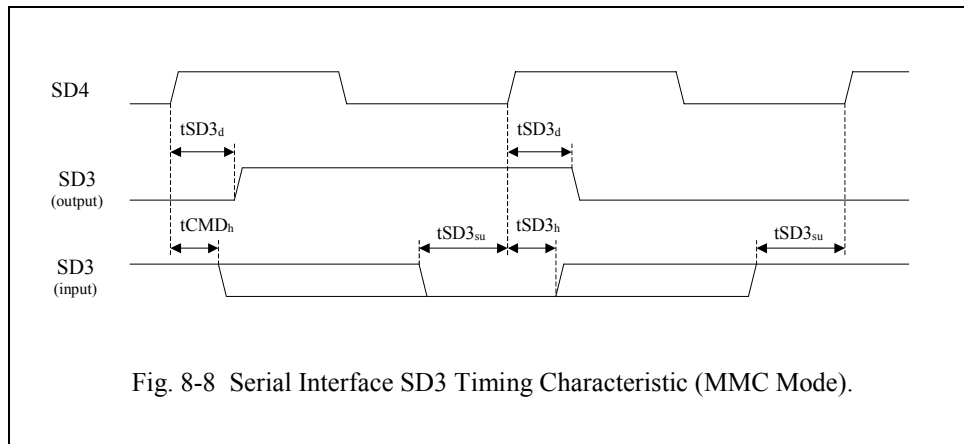 SD4
tSD3d tSD3d
SD3
(output)
tCMDh tSD3su tSD3h tSD3su
SD3
(input)
Fig. 8-8 Serial Interface SD3 Timing Characteristic (MMC Mode).